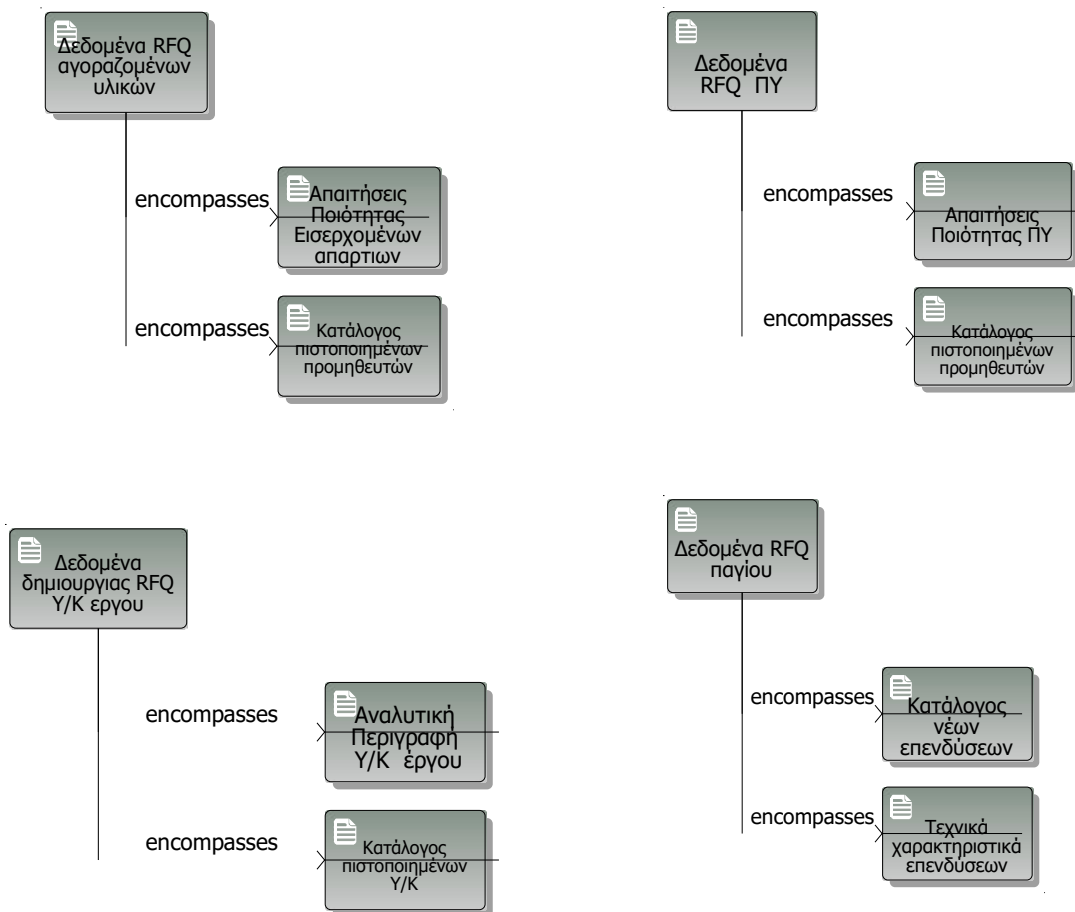 Δεδομένα RFQ
αγοραζομένων
υλικών
encompasses
Απαιτήσεις
Ποιότητας
Εισερχομένων
απαρτιων
encompasses
Κατάλογος
πιστοποιημένων
προμηθευτών
Δεδομένα
RFQ ΠΥ
encompasses
Απαιτήσεις
Ποιότητας ΠΥ
encompasses
Κατάλογος
πιστοποιημένων
προμηθευτών
Δεδομένα
δημιουργιας RFQ
Υ/Κ εργου
encompasses
Αναλυτική
Περιγραφή
Υ/Κ έργου
encompasses
Κατάλογος
πιστοποιημένων
Υ/Κ
Δεδομένα RFQ
παγίου
encompasses
Κατάλογος
νέων
επενδύσεων
encompasses
Τεχνικά
χαρακτηριστικά
επενδύσεων